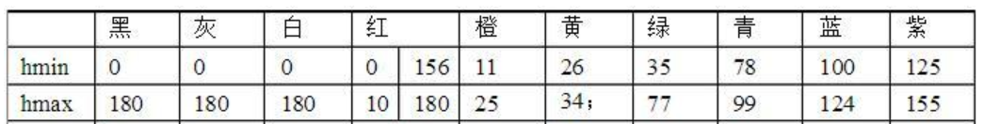 黑 灰 白 红 橙 黄 绿 青 蓝 紫
hmin 0 0 0 0 156 11 26 35 78 100 125
hmax 180 180 180 10 180 25 34; 77 99 124 155